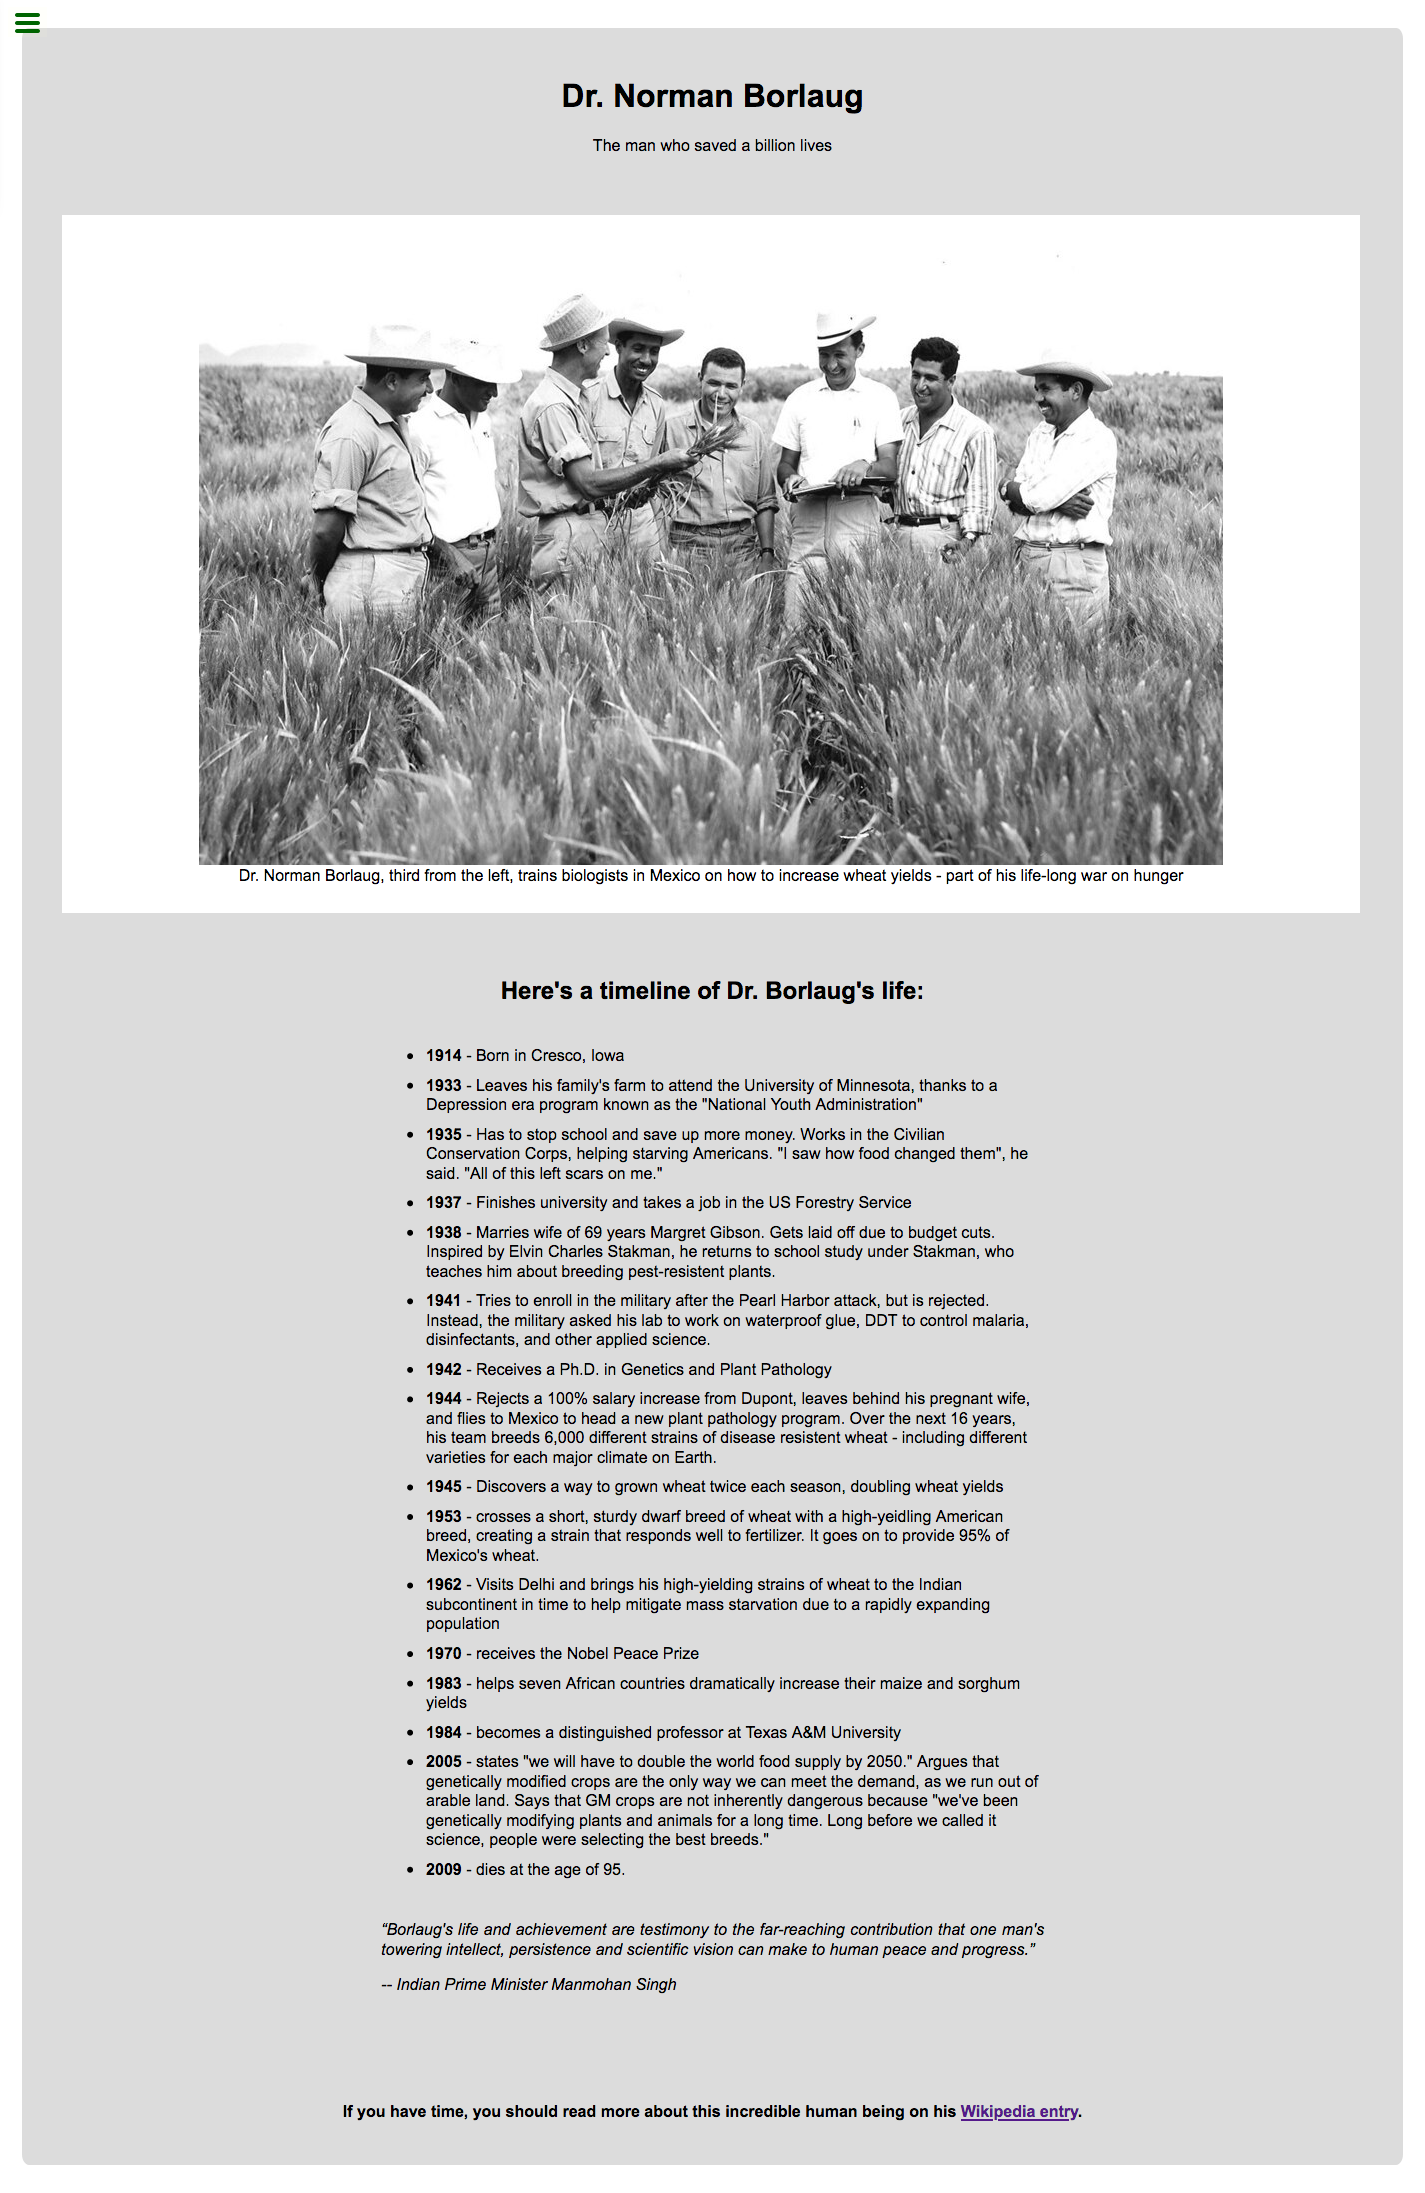 Dr. Norman Borlaug
The man who saved a billion lives
Dr. Norman Borlaug, third from the left, trains biologists in Mexico on how to increase wheat yields - part of his life-long war on hunger
Here's a timeline of Dr. Borlaug's life:
• 1914 - Born in Cresco, Iowa
• 1933 - Leaves his family's farm to attend the University of Minnesota, thanks to a
Depression era program known as the "National Youth Administration"
• 1935 - Has to stop school and save up more money. Works in the Civilian
Conservation Corps, helping starving Americans. "I saw how food changed them", he
said. "All of this left scars on me."
• 1937 - Finishes university and takes a job in the US Forestry Service
• 1938 - Marries wife of 69 years Margret Gibson. Gets laid off due to budget cuts.
Inspired by Elvin Charles Stakman, he returns to school study under Stakman, who
teaches him about breeding pest-resistent plants.
• 1941 - Tries to enroll in the military after the Pearl Harbor attack, but is rejected.
Instead, the military asked his lab to work on waterproof glue, DDT to control malaria,
disinfectants, and other applied science.
• 1942 - Receives a Ph.D. in Genetics and Plant Pathology
• 1944 - Rejects a 100% salary increase from Dupont, leaves behind his pregnant wife,
and flies to Mexico to head a new plant pathology program. Over the next 16 years,
his team breeds 6,000 different strains of disease resistent wheat - including different
varieties for each major climate on Earth.
• 1945 - Discovers a way to grown wheat twice each season, doubling wheat yields
• 1953 - crosses a short, sturdy dwarf breed of wheat with a high-yeidling American
breed, creating a strain that responds well to fertilizer. It goes on to provide 95% of
Mexico's wheat.
• 1962 - Visits Delhi and brings his high-yielding strains of wheat to the Indian
subcontinent in time to help mitigate mass starvation due to a rapidly expanding
population
• 1970 - receives the Nobel Peace Prize
• 1983 - helps seven African countries dramatically increase their maize and sorghum
yields
• 1984 - becomes a distinguished professor at Texas A&M University
• 2005 - states "we will have to double the world food supply by 2050." Argues that
genetically modified crops are the only way we can meet the demand, as we run out of
arable land. Says that GM crops are not inherently dangerous because "we've been
genetically modifying plants and animals for a long time. Long before we called it
science, people were selecting the best breeds."
• 2009 - dies at the age of 95.
“Borlaug's life and achievement are testimony to the far-reaching contribution that one man's
towering intellect, persistence and scientific vision can make to human peace and progress.”
-- Indian Prime Minister Manmohan Singh
If you have time, you should read more about this incredible human being on his Wikipedia entry.